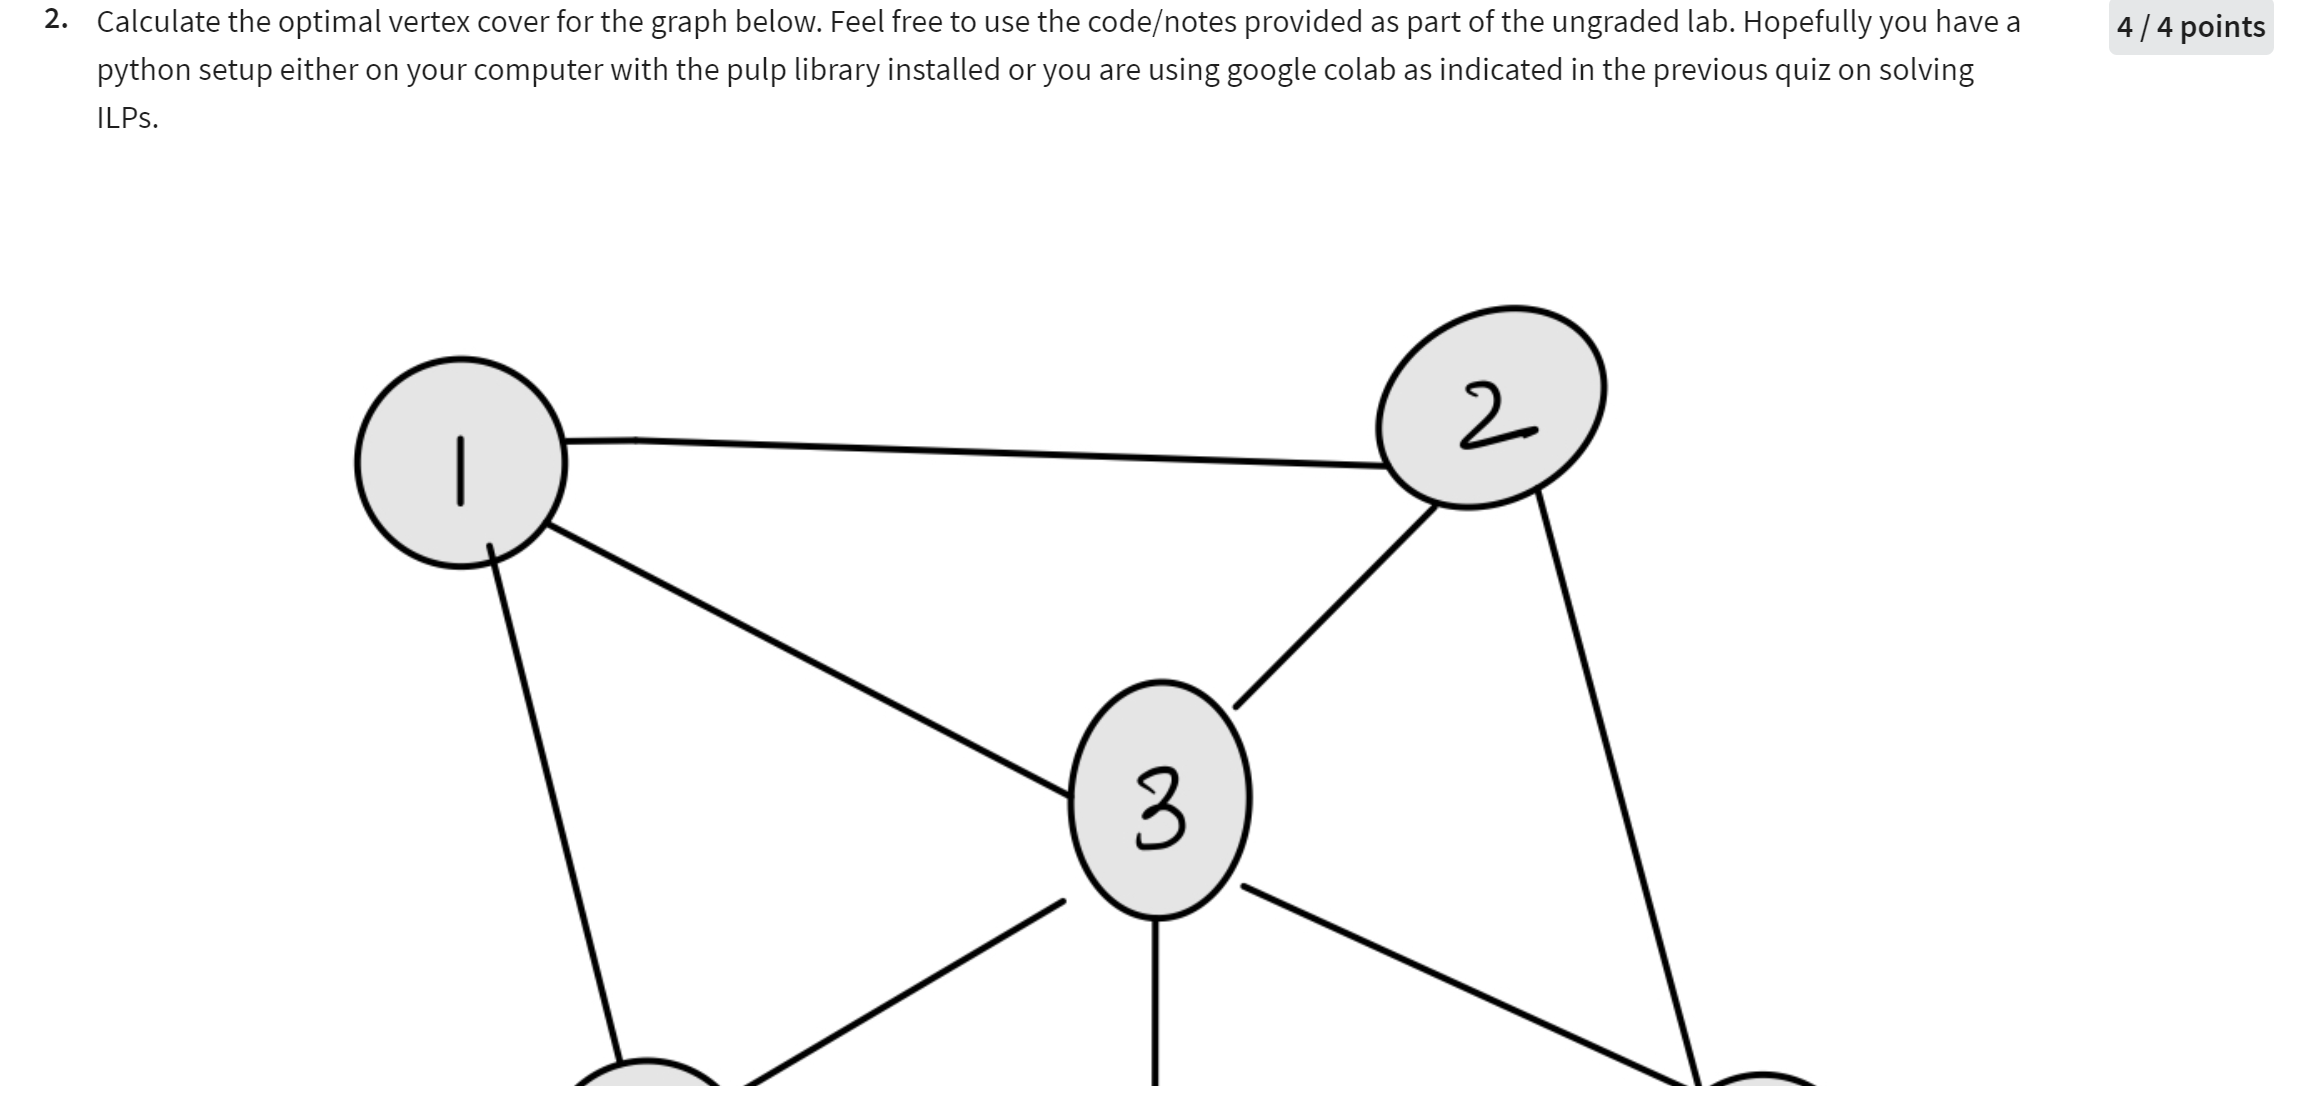 2. Calculate the optimal vertex cover for the graph below. Feel free to use the code/notes provided as part of the ungraded lab. Hopefully you have a
python setup either on your computer with the pulp library installed or you are using google colab as indicated in the previous quiz on solving
ILPs.
4 / 4 points
1
2
3